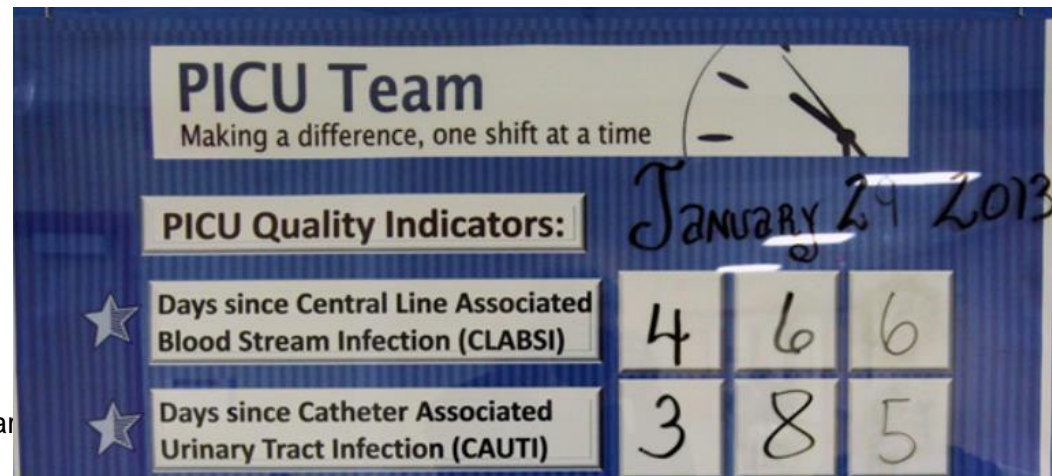 PICU Team
Making a difference, one shift at a time
January 29 2013
PICU Quality Indicators:
Days since Central Line Associated
Blood Stream Infection (CLABSI)
4 6 6
Days since Catheter Associated
Urinary Tract Infection (CAUTI)
3 8 5